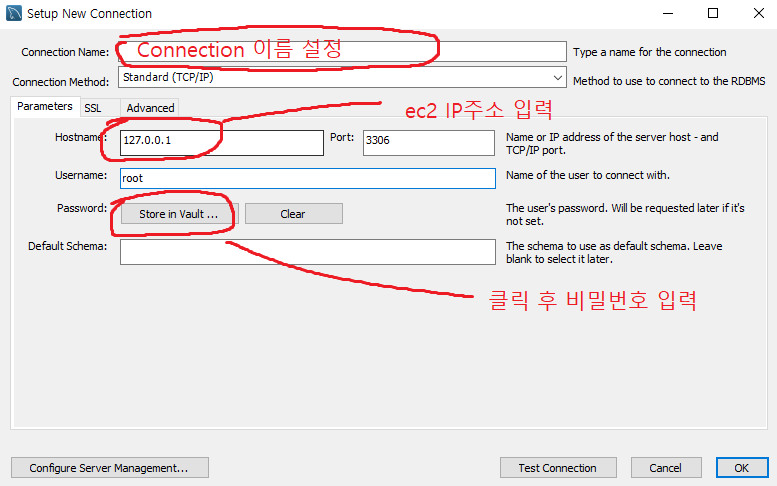 Setup New Connection
Connection Name: Connection 이름 설정 Type a name for the connection
Connection Method: Standard (TCP/IP) Method to use to connect to the RDBMS
Parameters SSL Advanced
ec2 IP주소 입력
Hostname: 127.0.0.1 Port: 3306 Name or IP address of the server host - and
TCP/IP port.
Username: root Name of the user to connect with.
Password: Store in Vault ... Clear The user's password. Will be requested later if it's
not set.
Default Schema: The schema to use as default schema. Leave
blank to select it later.
클릭 후 비밀번호 입력
Configure Server Management... Test Connection Cancel OK